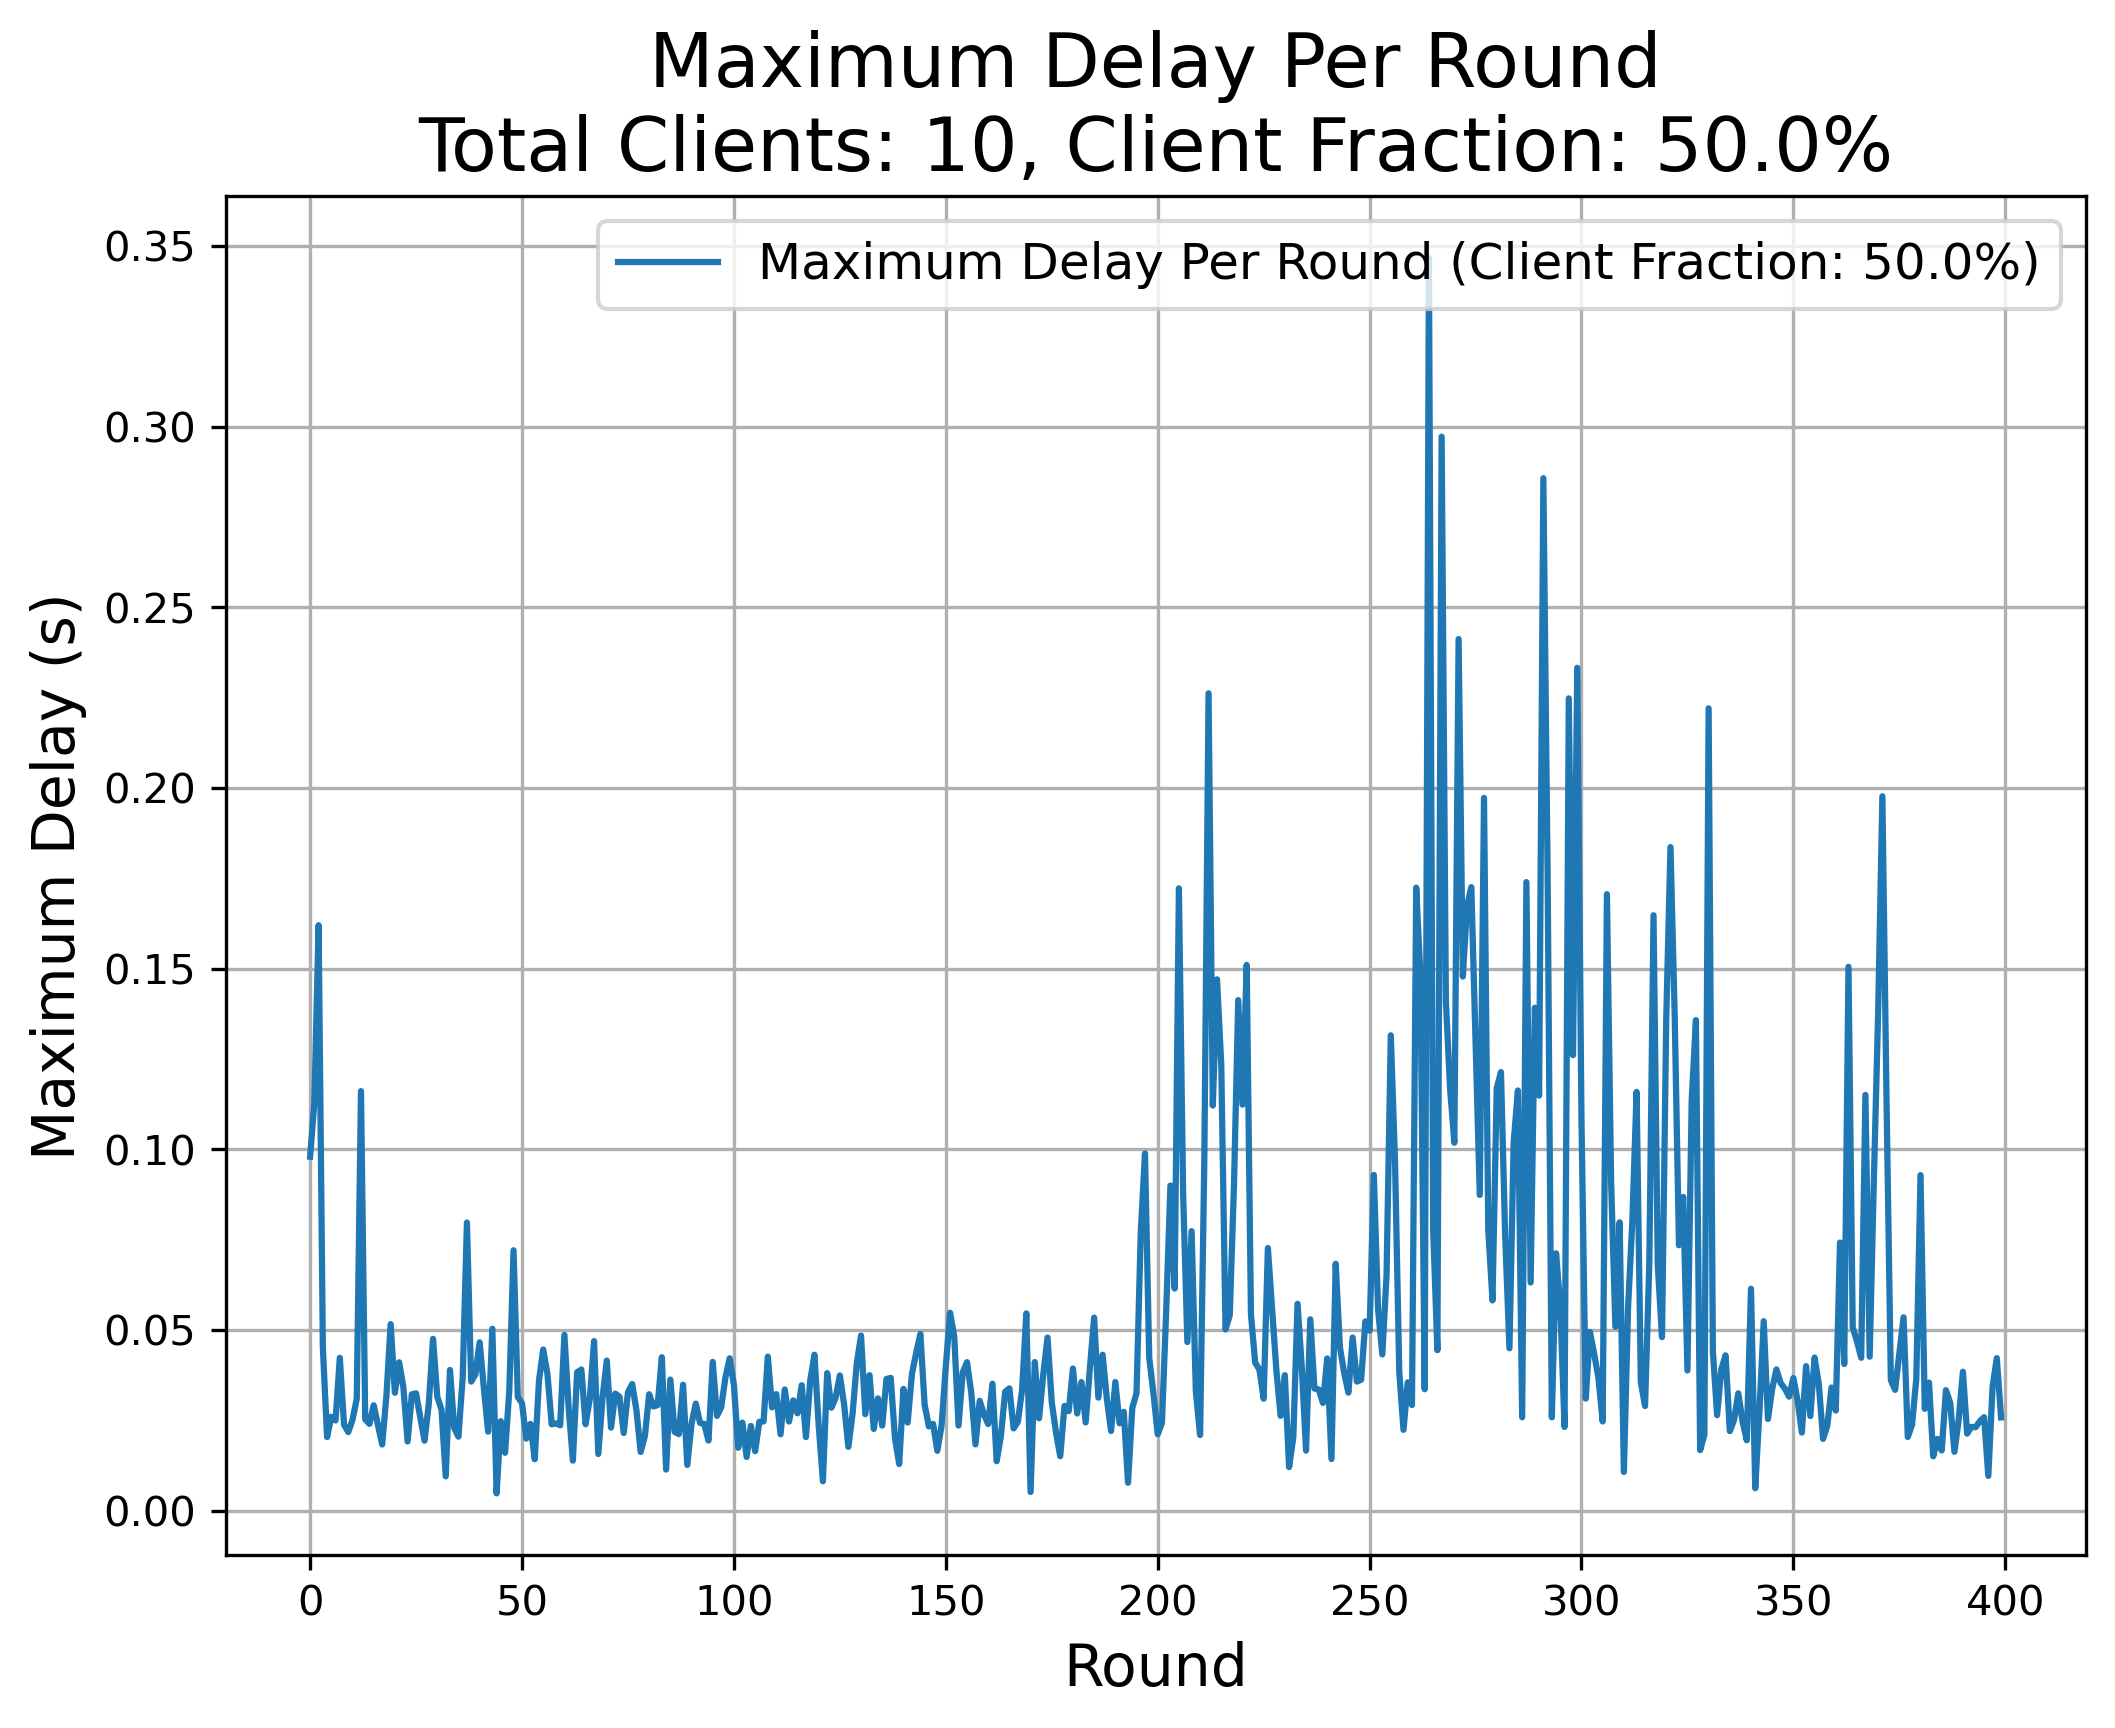 Maximum Delay Per Round
Total Clients: 10, Client Fraction: 50.0%
Maximum Delay Per Round (Client Fraction: 50.0%)
Maximum Delay (s)
0.35
0.30
0.25
0.20
0.15
0.10
0.05
0.00
0 50 100 150 200 250 300 350 400
Round